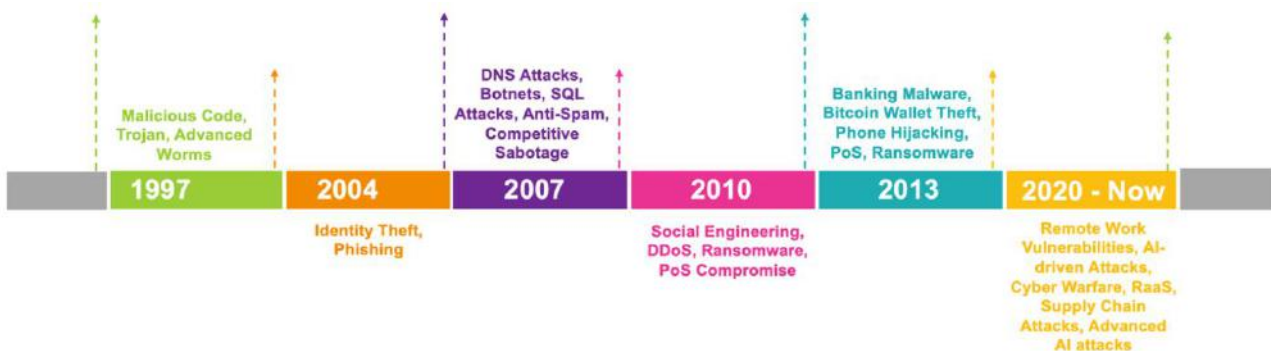 Malicious Code,
Trojan, Advanced
Worms
1997
2004
Identity Theft,
Phishing
DNS Attacks,
Botnets, SQL
Attacks, Anti-Spam,
Competitive
Sabotage
2007
2010
Social Engineering,
DDoS, Ransomware,
PoS Compromise
Banking Malware,
Bitcoin Wallet Theft,
Phone Hijacking,
PoS, Ransomware
2013
2020 - Now
Remote Work
Vulnerabilities, AI-
driven Attacks,
Cyber Warfare, RaaS,
Supply Chain
Attacks, Advanced
AI attacks